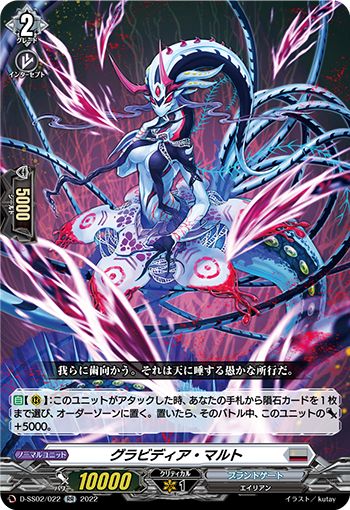 2
グレード
インターセプト
5000
シールド
我らに歯向かう。それは天に唾する愚かな所行だ。
自【R】:このユニットがアタックした時、あなたの手札から隕石カードを1枚
まで選び、オーダーゾーンに置く。置いたら、そのバトル中、このユニットの
+5000。
ノーマルユニット
グラビディア・マルト
パワー 10000
クリティカル
1
ブラントゲート
エイリアン
D-SS02/022 RR 2022
イラスト/kutay